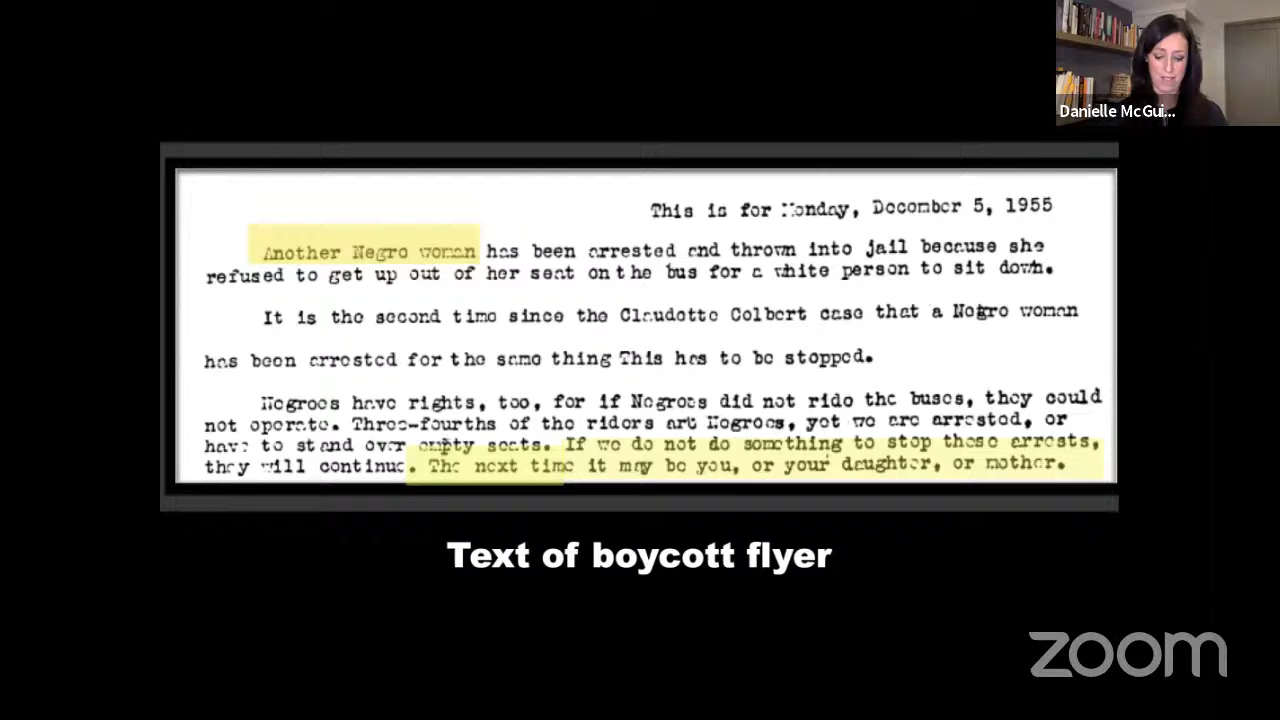 Danielle McGui...
This is for Monday, December 5, 1955
Another Negro woman has been arrested and thrown into jail because she
refused to get up out of her seat on the bus for a white person to sit down.
It is the second time since the Claudette Colbert case that a Negro woman
has been arrested for the same thing This has to be stopped.
Negroes have rights, too, for if Negroes did not ride the buses, they could
not operate. Three-fourths of the riders are Negroes, yet we are arrested, or
have to stand over empty seats. If we do not do something to stop these arrests,
they will continue. The next time it may be you, or your daughter, or mother.
Text of boycott flyer
zoom